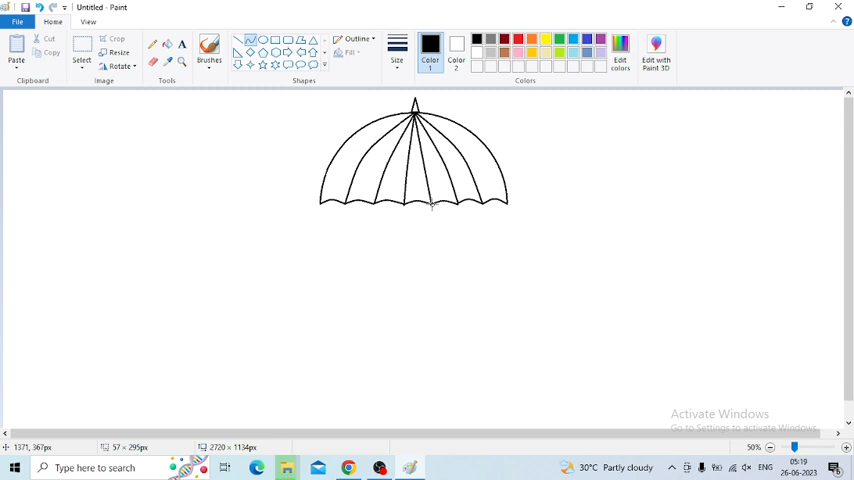 Untitled - Paint
File
Home
View
Paste
Cut
Copy
Clipboard
Select
Crop
Resize
Rotate
Image
A
Tools
Brushes
Shapes
Outline
Fill
Size
Color
1
Color
2
Edit
colors
Colors
Edit with
Paint 3D
Activate Windows
Go to Settings to activate Windows.
1371, 367px
57 × 295px
2720 × 1134px
50%
Type here to search
30°C Partly cloudy
ENG
05:19
26-06-2023